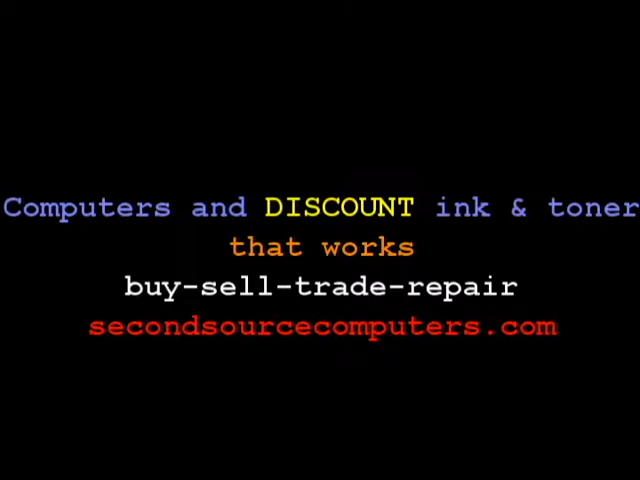 Computers and DISCOUNT ink & toner
that works
buy-sell-trade-repair
secondsourcecomputers.com